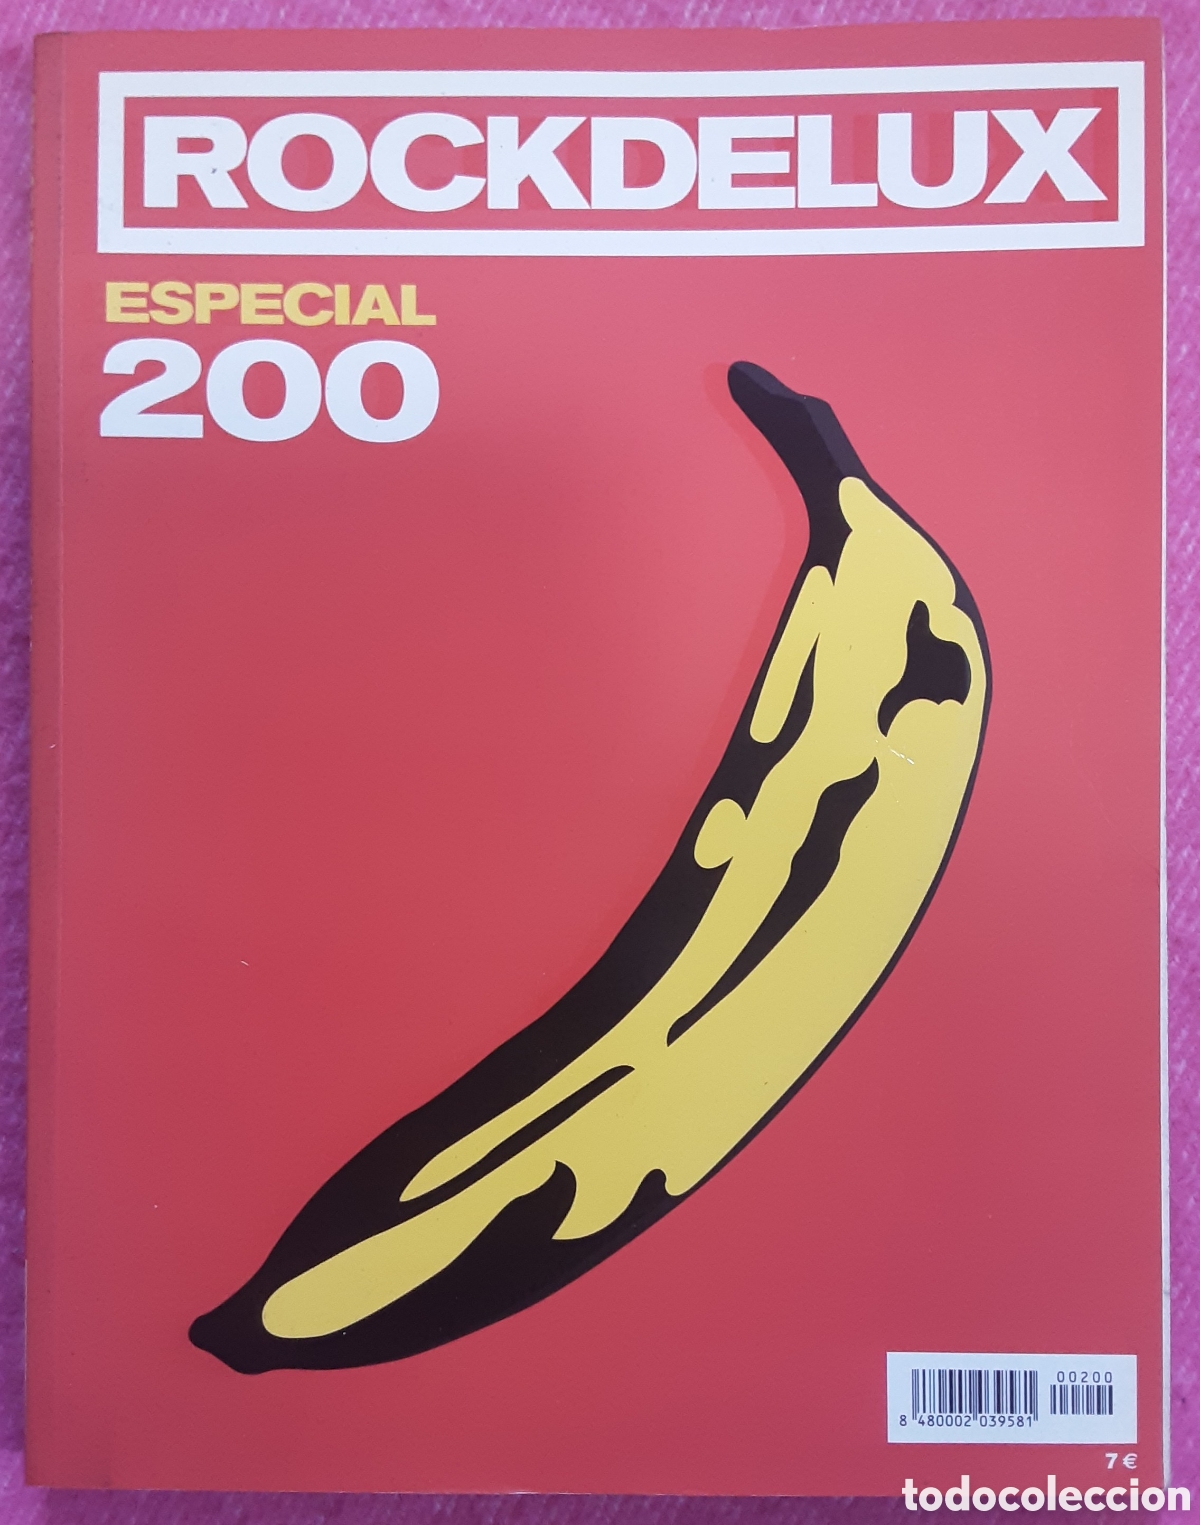 ROCKDELUX
ESPECIAL
200
00200
8 480002 039581
7 €
todocoleccion